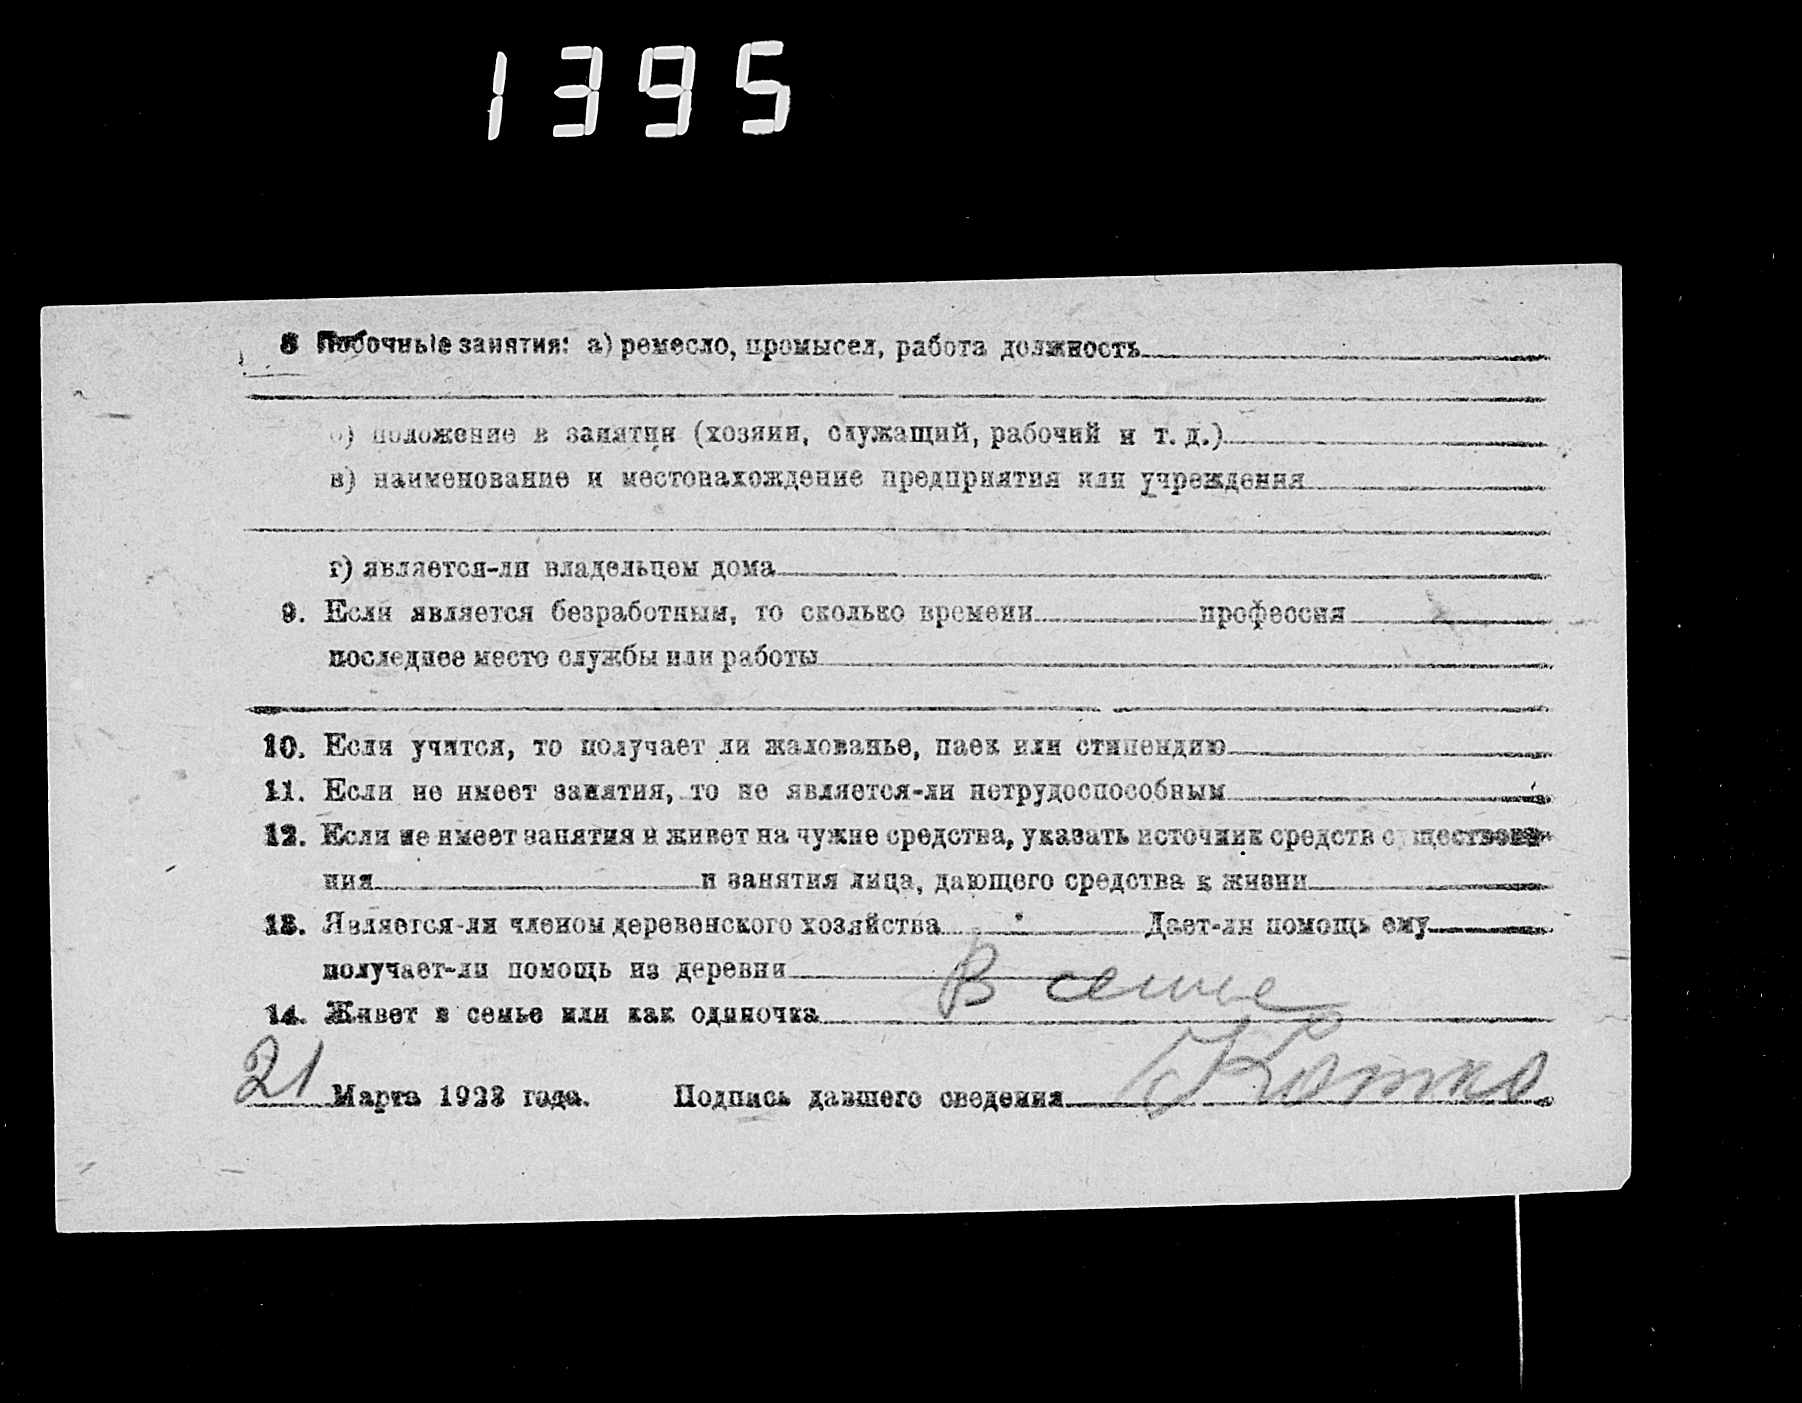 1395
8 Побочные занятия: а) ремесло, промысел, работа должность
б) положение в занятии (хозяин, служащий, рабочий и т. д.)
в) наименование и местонахождение предприятия или учреждения
г) является-ли владельцем дома
9. Если является безработным, то сколько времени профессия
последнее место службы или работы
10. Если учится, то получает ли жалованье, паек или стипендию
11. Если не имеет занятия, то не является-ли нетрудоспособным
12. Если не имеет занятия и живет на чужие средства, указать источник средств существова-
ния и занятия лица, дающего средства к жизни
13. Является-ли членом деревенского хозяйства Дает-ли помощь ему
получает-ли помощь из деревни
14. Живет в семье или как одиночка В семье
21 Марта 1923 года. Подпись давшего сведения